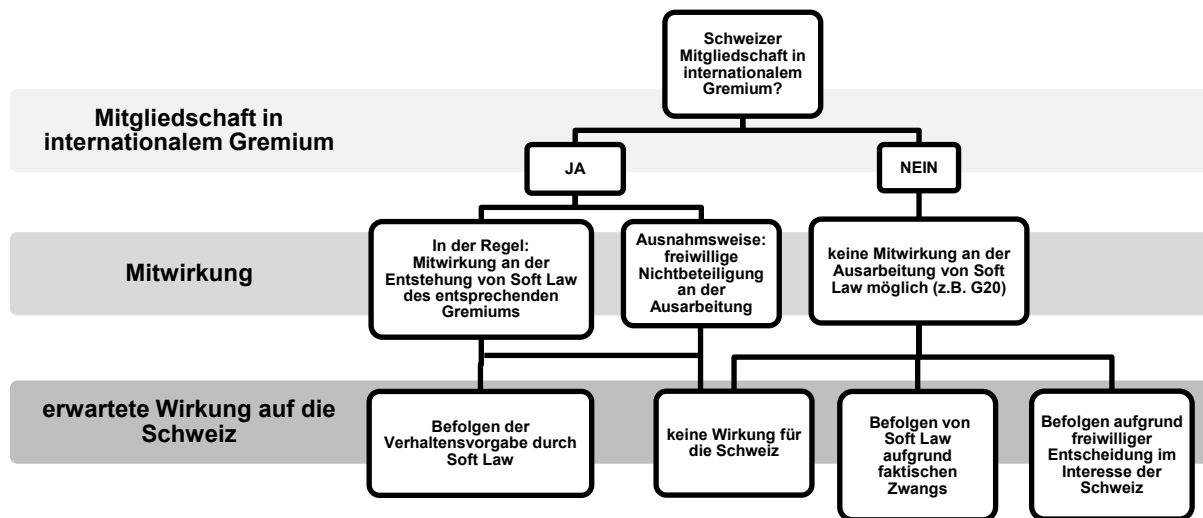 Schweizer
Mitgliedschaft in
internationalem
Gremium?
Mitgliedschaft in
internationalem Gremium
JA
NEIN
Mitwirkung
In der Regel:
Mitwirkung an der
Entstehung von Soft Law
des entsprechenden
Gremiums
Ausnahmsweise:
freiwillige
Nichtbeteiligung
an der
Ausarbeitung
keine Mitwirkung an der
Ausarbeitung von Soft
Law möglich (z.B. G20)
erwartete Wirkung auf die
Schweiz
Befolgen der
Verhaltensvorgabe durch
Soft Law
keine Wirkung für
die Schweiz
Befolgen von
Soft Law
aufgrund
faktischen
Zwangs
Befolgen aufgrund
freiwilliger
Entscheidung im
Interesse der
Schweiz